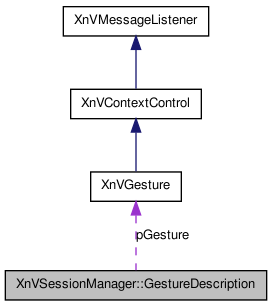 XnVMessageListener
XnVContextControl
XnVGesture
pGesture
XnVSessionManager::GestureDescription